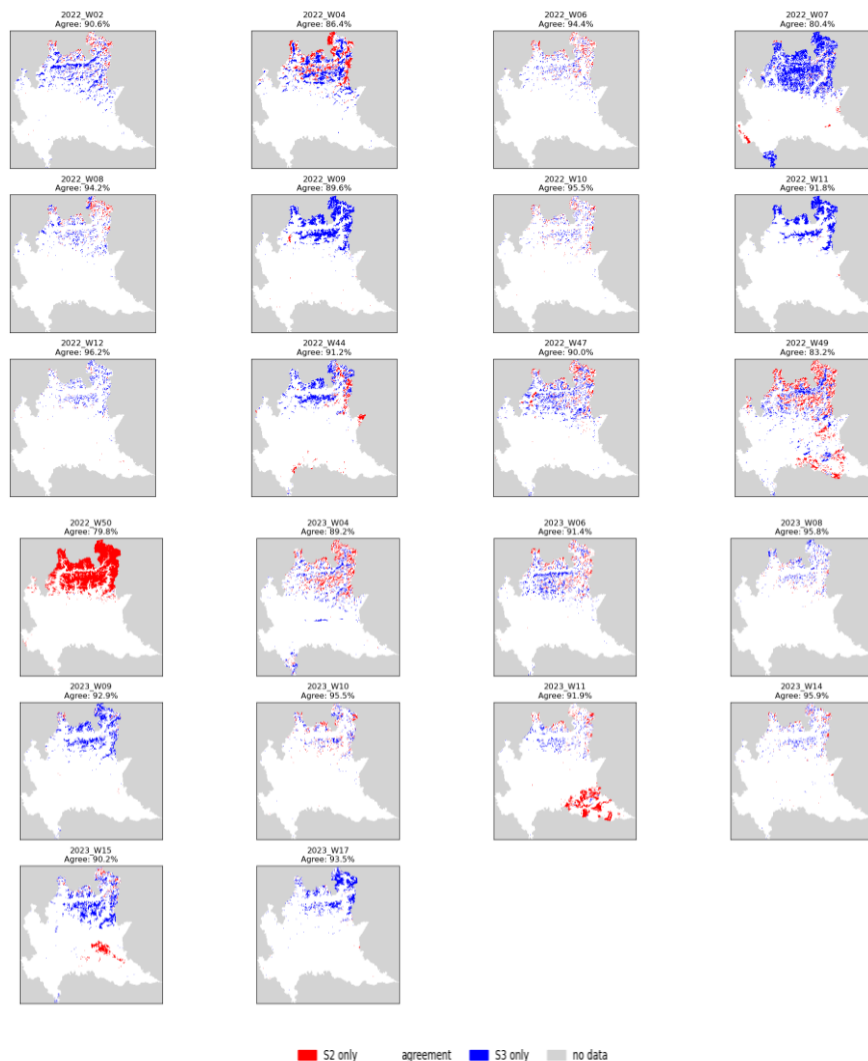 2022_W02
Agree: 90.6%
2022_W04
Agree: 86.4%
2022_W06
Agree: 94.4%
2022_W07
Agree: 80.4%
2022_W08
Agree: 94.2%
2022_W09
Agree: 89.6%
2022_W10
Agree: 95.5%
2022_W11
Agree: 91.8%
2022_W12
Agree: 96.2%
2022_W44
Agree: 91.2%
2022_W47
Agree: 90.0%
2022_W49
Agree: 83.2%
2022_W50
Agree: 79.8%
2023_W04
Agree: 89.2%
2023_W06
Agree: 91.4%
2023_W08
Agree: 95.8%
2023_W09
Agree: 92.9%
2023_W10
Agree: 95.5%
2023_W11
Agree: 91.9%
2023_W14
Agree: 95.9%
2023_W15
Agree: 90.2%
2023_W17
Agree: 93.5%
S2 only agreement S3 only no data